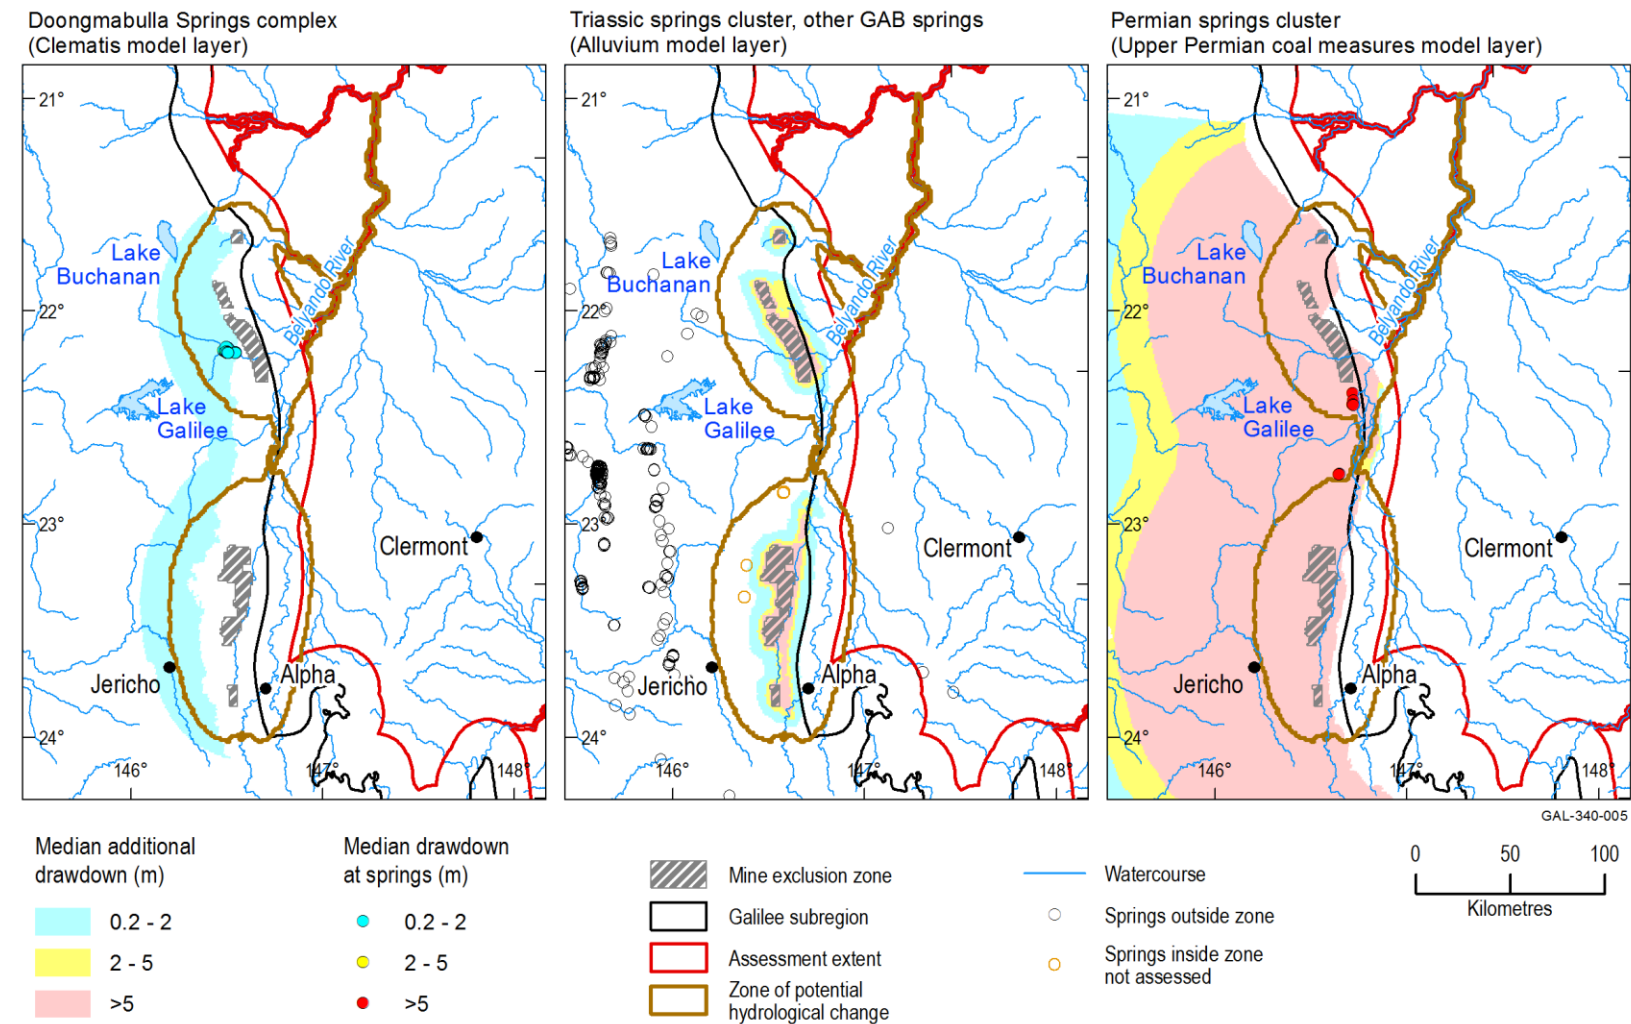 Doongmabulla Springs complex
(Clematis model layer)
Triassic springs cluster, other GAB springs
(Alluvium model layer)
Permian springs cluster
(Upper Permian coal measures model layer)
21°
22°
23°
24°
146°
147°
148°
Lake
Buchanan
Belyando River
Lake
Galilee
Clermont
Jericho
Alpha
21°
22°
23°
24°
146°
147°
148°
Lake
Buchanan
Belyando River
Lake
Galilee
Clermont
Jericho
Alpha
21°
22°
23°
24°
146°
147°
148°
Lake
Buchanan
Belyandor River
Lake
Galilee
Clermont
Jericho
Alpha
GAL-340-005
Median additional
drawdown (m)
0.2 - 2
2 - 5
>5
Median drawdown
at springs (m)
0.2 - 2
2 - 5
>5
Mine exclusion zone
Galilee subregion
Assessment extent
Zone of potential
hydrological change
Watercourse
Springs outside zone
Springs inside zone
not assessed
0 50 100
Kilometres